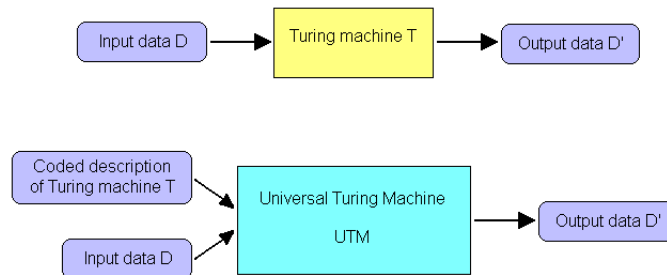 Input data D
Turing machine T
Output data D'
Coded description
of Turing machine T
Input data D
Universal Turing Machine
UTM
Output data D'